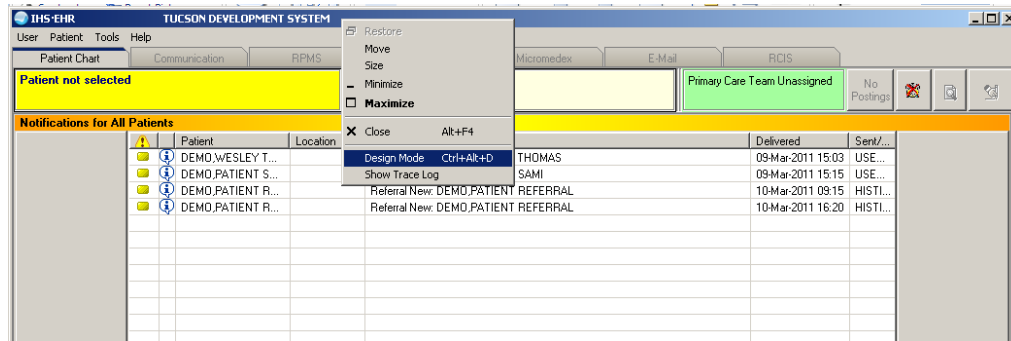 IHS-EHR TUCSON DEVELOPMENT SYSTEM
User Patient Tools Help
Patient Chart Communication RPMS Micromedex E-Mail RCIS
Restore
Move
Size
Minimize
Maximize
Close Alt+F4
Design Mode Ctrl+Alt+D
Show Trace Log
Patient not selected
Primary Care Team Unassigned
No
Postings
Notifications for All Patients
Patient Location Delivered Sent/...
DEMO,WESLEY T... THOMAS 09-Mar-2011 15:03 USE...
DEMO,PATIENT S... SAMI 09-Mar-2011 15:15 USE...
DEMO,PATIENT R... Referral New: DEMO,PATIENT REFERRAL 10-Mar-2011 09:15 HISTI...
DEMO,PATIENT R... Referral New: DEMO,PATIENT REFERRAL 10-Mar-2011 16:20 HISTI...